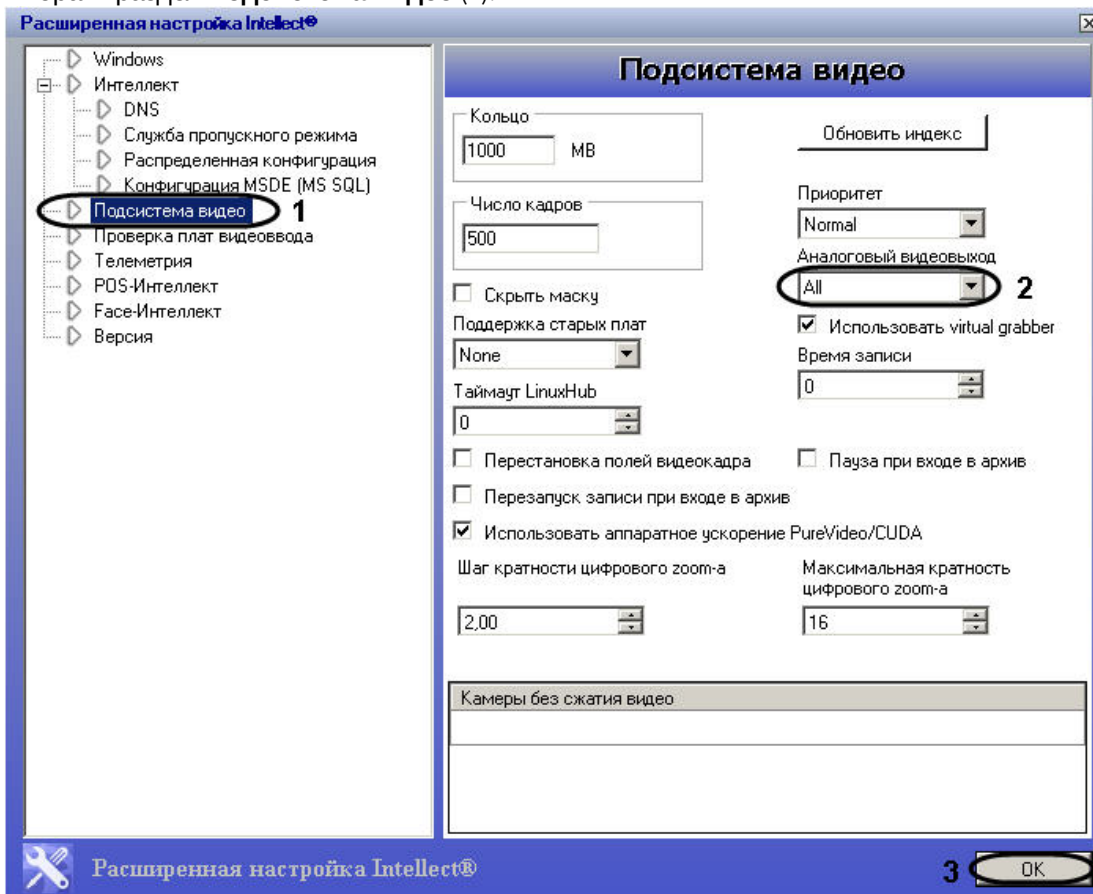 Расширенная настройка Intellect®
Windows
Интеллект
DNS
Служба пропускного режима
Распределенная конфигурация
Конфигурация MSDE (MS SQL)
Подсистема видео 1
Проверка плат видеоввода
Телеметрия
POS-Интеллект
Face-Интеллект
Версия
Подсистема видео
Кольцо
1000 MB
Обновить индекс
Число кадров
500
Приоритет
Normal
Аналоговый видеовыход
All 2
Скрыть маску
Использовать virtual grabber
Поддержка старых плат
None
Время записи
0
Таймаут LinuxHub
0
Перестановка полей видеокадра
Пауза при входе в архив
Перезапуск записи при входе в архив
Использовать аппаратное ускорение PureVideo/CUDA
Шаг кратности цифрового zoom-а
2,00
Максимальная кратность
цифрового zoom-а
16
Камеры без сжатия видео
Расширенная настройка Intellect®
3 OK